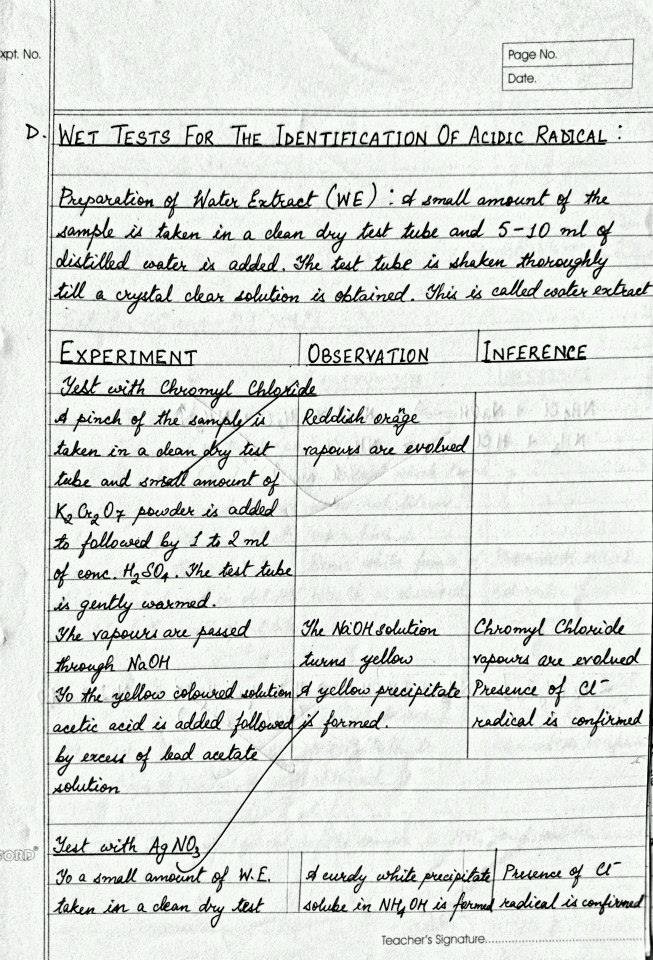 xpt. No.
Page No.
Date.
D. WET TESTS FOR THE IDENTIFICATION OF ACIDIC RADICAL :
Preparation of Water Extract (WE) : A small amount of the
sample is taken in a clean dry test tube and 5-10 ml of
distilled water is added. The test tube is shaken thoroughly
till a crystal clear solution is obtained. This is called water extract
EXPERIMENT OBSERVATION INFERENCE
Test with Chromyl Chloride
A pinch of the sample is Reddish orange
taken in a clean dry test vapours are evolved
tube and small amount of
K2Cr2O7 powder is added
to followed by 1 to 2 ml
of conc. H2SO4. The test tube
is gently warmed.
The vapours are passed The NaOH solution Chromyl Chloride
through NaOH turns yellow vapours are evolved
To the yellow coloured solution A yellow precipitate Presence of Cl⁻
acetic acid is added followed is formed. radical is confirmed
by excess of lead acetate
solution
Test with AgNO3
To a small amount of W.E. A curdy white precipitate Presence of Cl⁻
taken in a clean dry test solube in NH4OH is formed radical is confirmed
Teacher's Signature